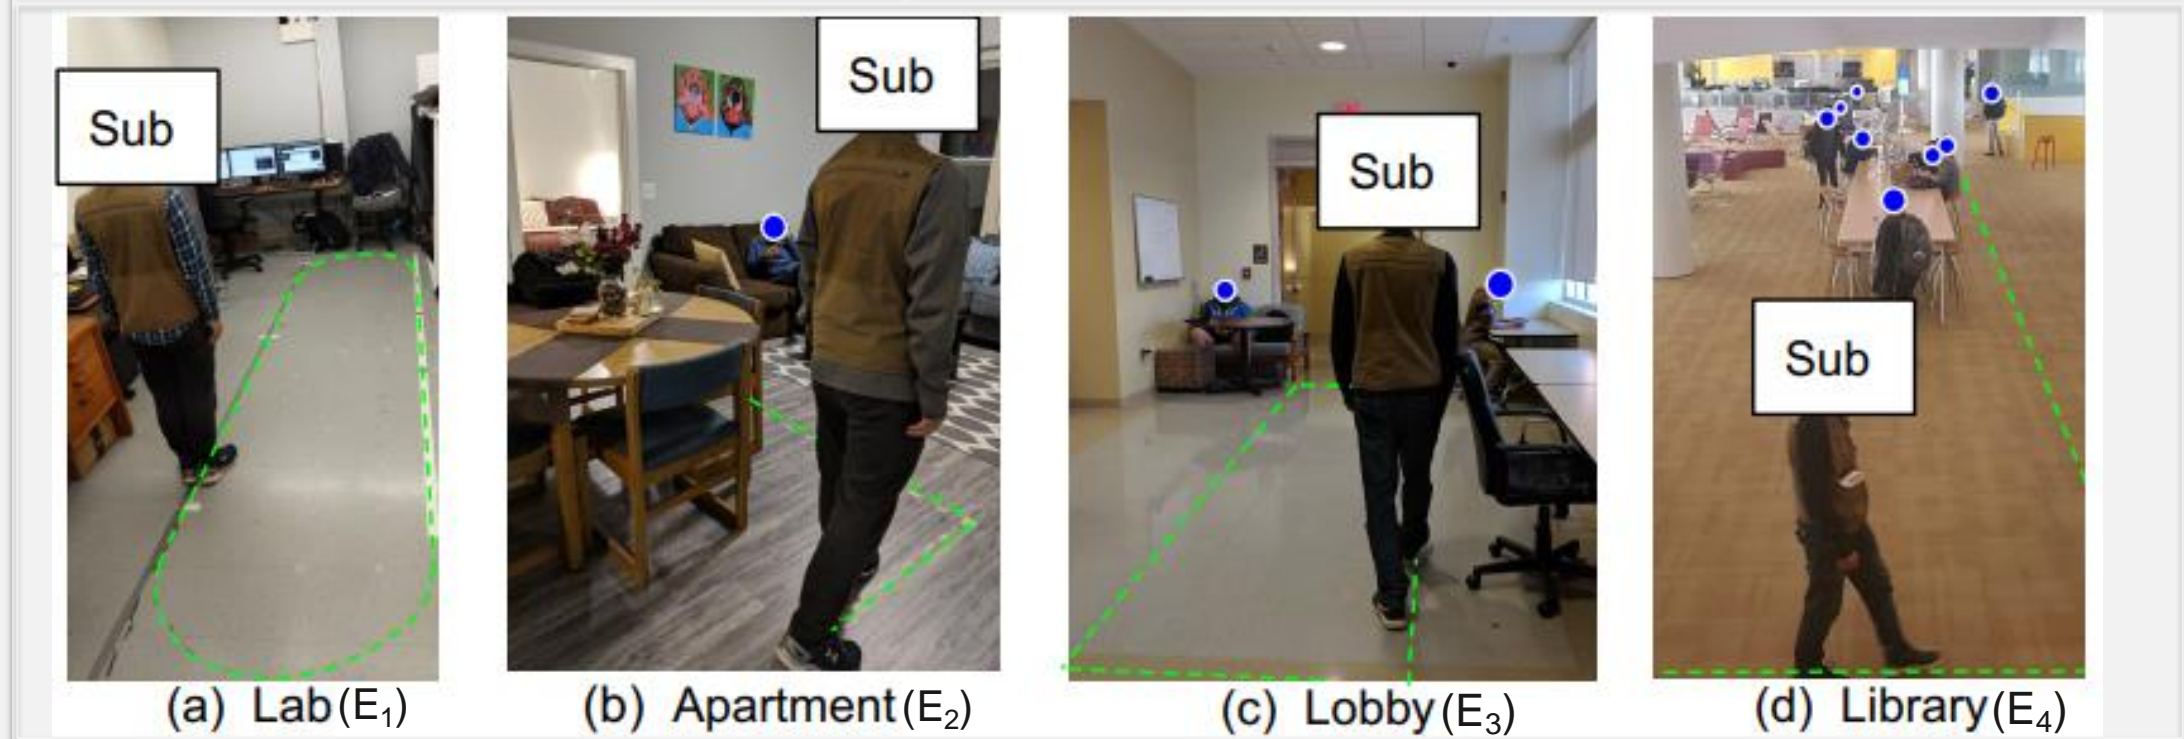 Sub
Sub
Sub
Sub
(a) Lab (E₁)
(b) Apartment (E₂)
(c) Lobby (E₃)
(d) Library (E₄)